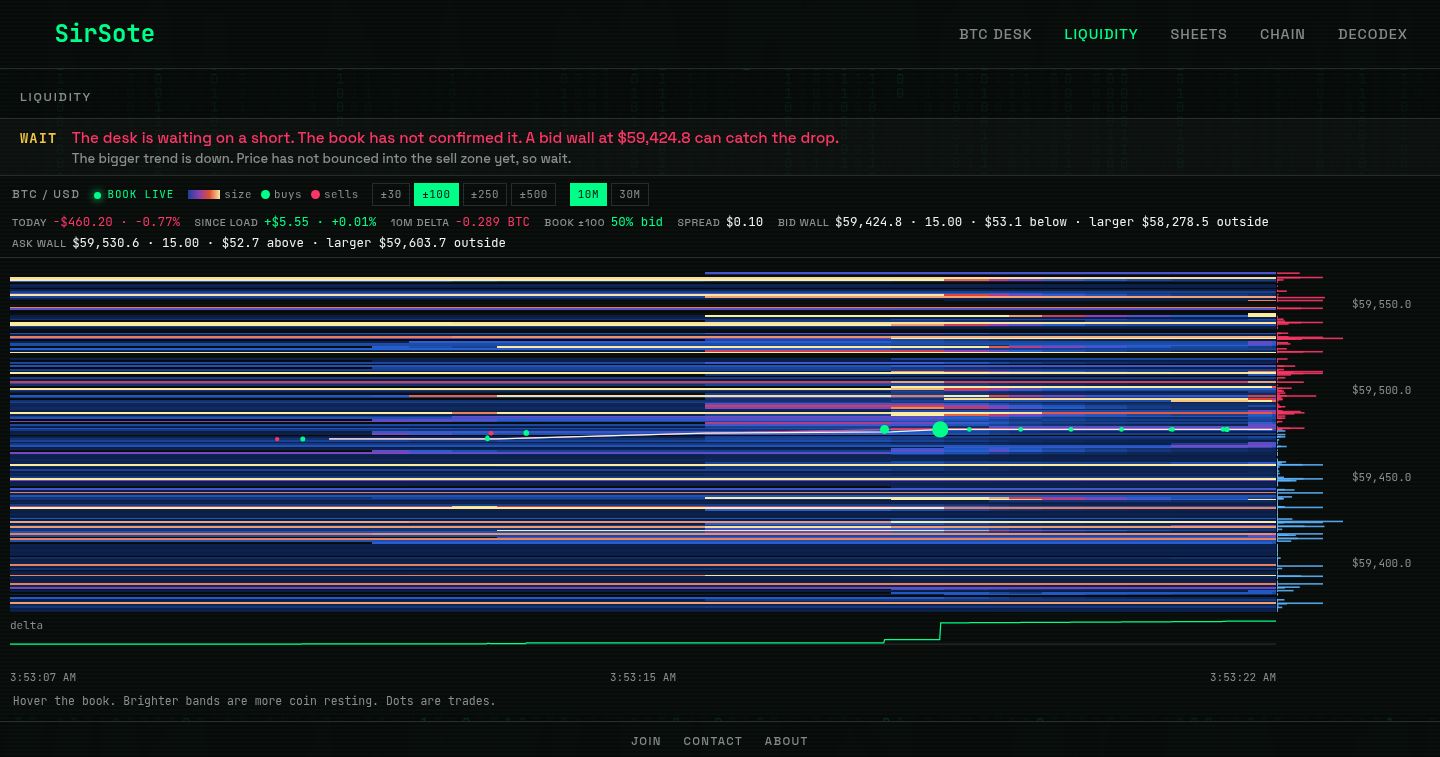 SirSote
BTC DESK LIQUIDITY SHEETS CHAIN DECODEX
LIQUIDITY
WAIT The desk is waiting on a short. The book has not confirmed it. A bid wall at $59,424.8 can catch the drop.
The bigger trend is down. Price has not bounced into the sell zone yet, so wait.
BTC / USD BOOK LIVE size buys sells ±30 ±100 ±250 ±500 10M 30M
TODAY -$460.20 · -0.77% SINCE LOAD +$5.55 · +0.01% 10M DELTA -0.289 BTC BOOK ±100 50% bid SPREAD $0.10 BID WALL $59,424.8 · 15.00 · $53.1 below · larger $58,278.5 outside
ASK WALL $59,530.6 · 15.00 · $52.7 above · larger $59,603.7 outside
$59,550.0
$59,500.0
$59,450.0
$59,400.0
delta
3:53:07 AM 3:53:15 AM 3:53:22 AM
Hover the book. Brighter bands are more coin resting. Dots are trades.
JOIN CONTACT ABOUT